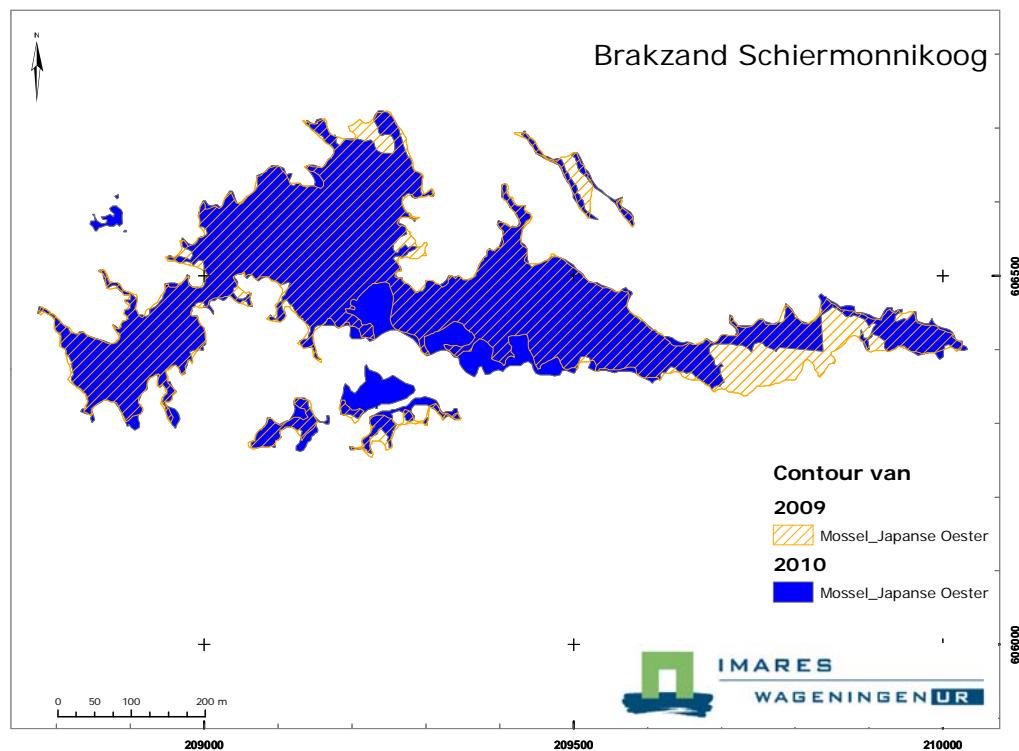 N
Brakzand Schiermonnikoog
606500
Contour van
2009
Mossel_Japanse Oester
2010
Mossel_Japanse Oester
606000
IMARES
WAGENINGEN UR
0 50 100 200 m
209000 209500 210000